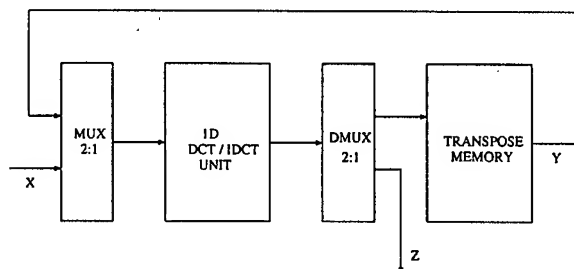 MUX
2:1
1D
DCT / IDCT
UNIT
DMUX
2:1
TRANSPOSE
MEMORY
X
Y
Z